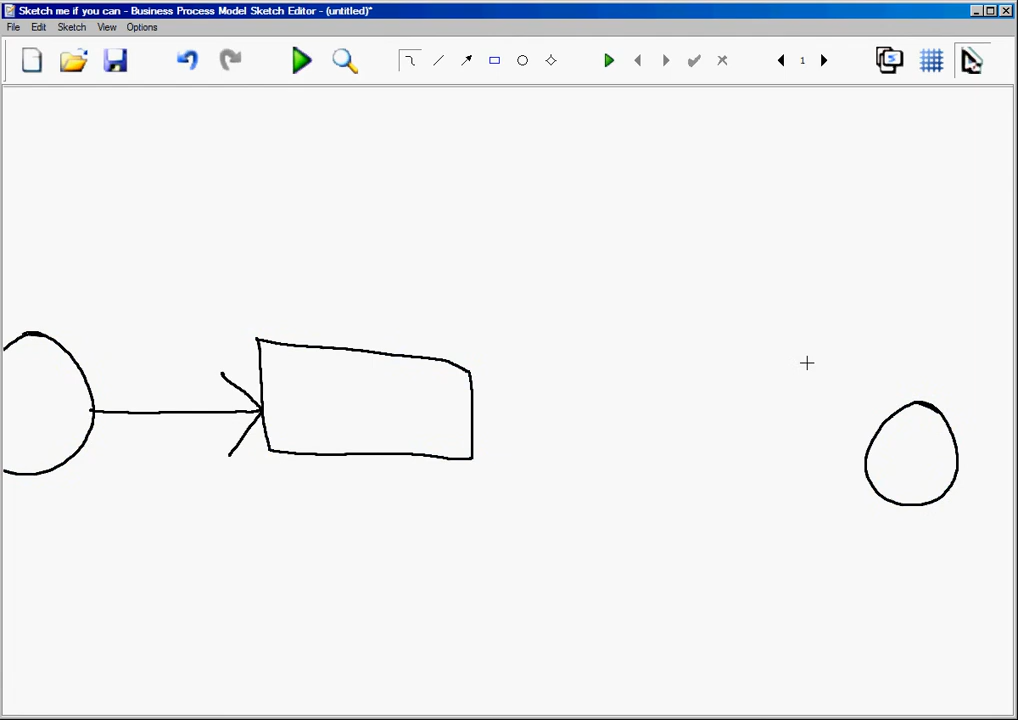 Sketch me if you can - Business Process Model Sketch Editor - (untitled)*
File Edit Sketch View Options
1